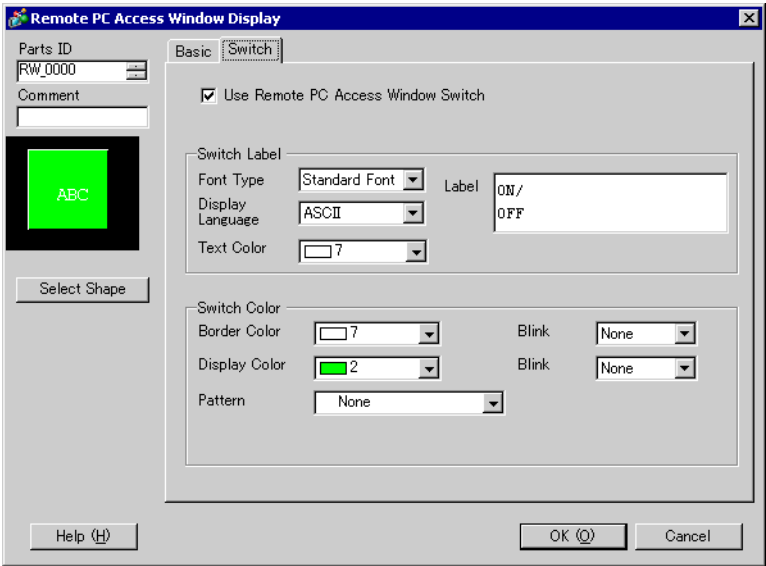 Remote PC Access Window Display
Parts ID
RW_0000
Comment
ABC
Select Shape
Basic Switch
Use Remote PC Access Window Switch
Switch Label
Font Type Standard Font Label ON/
OFF
Display Language ASCII
Text Color 7
Switch Color
Border Color 7 Blink None
Display Color 2 Blink None
Pattern None
Help (H) OK (O) Cancel